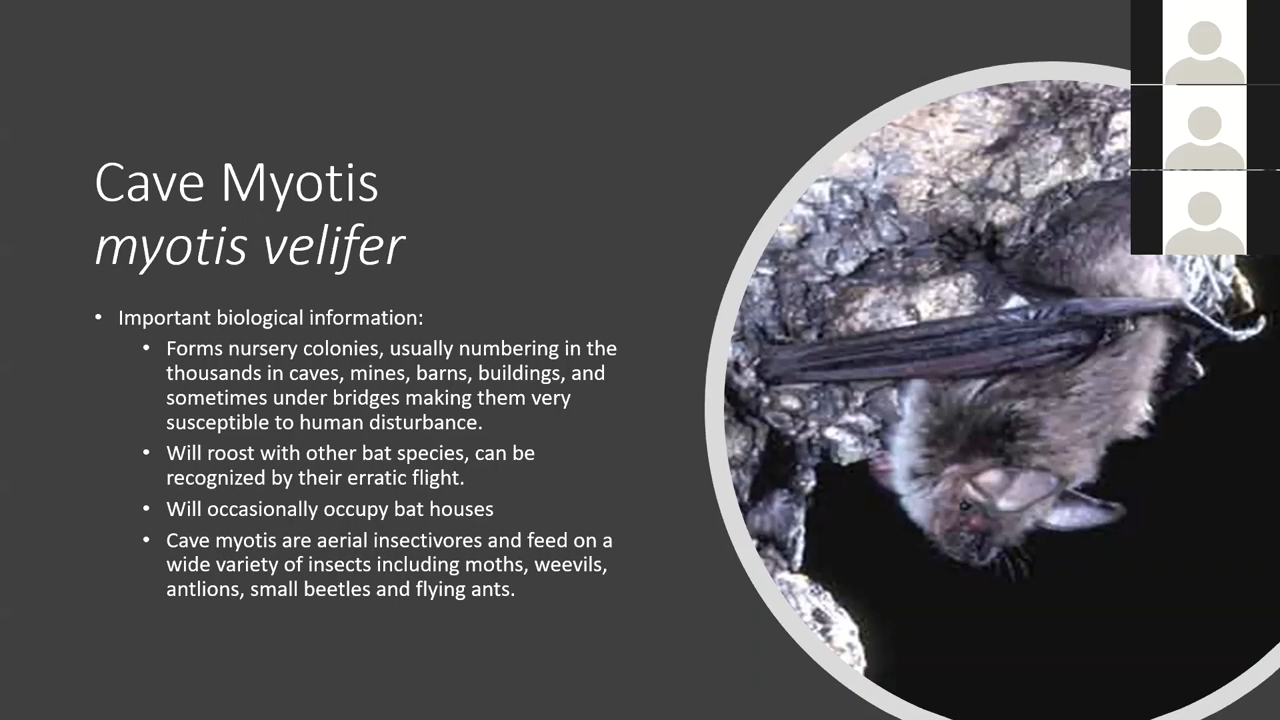 Cave Myotis
myotis velifer
• Important biological information:
• Forms nursery colonies, usually numbering in the
thousands in caves, mines, barns, buildings, and
sometimes under bridges making them very
susceptible to human disturbance.
• Will roost with other bat species, can be
recognized by their erratic flight.
• Will occasionally occupy bat houses
• Cave myotis are aerial insectivores and feed on a
wide variety of insects including moths, weevils,
antlions, small beetles and flying ants.